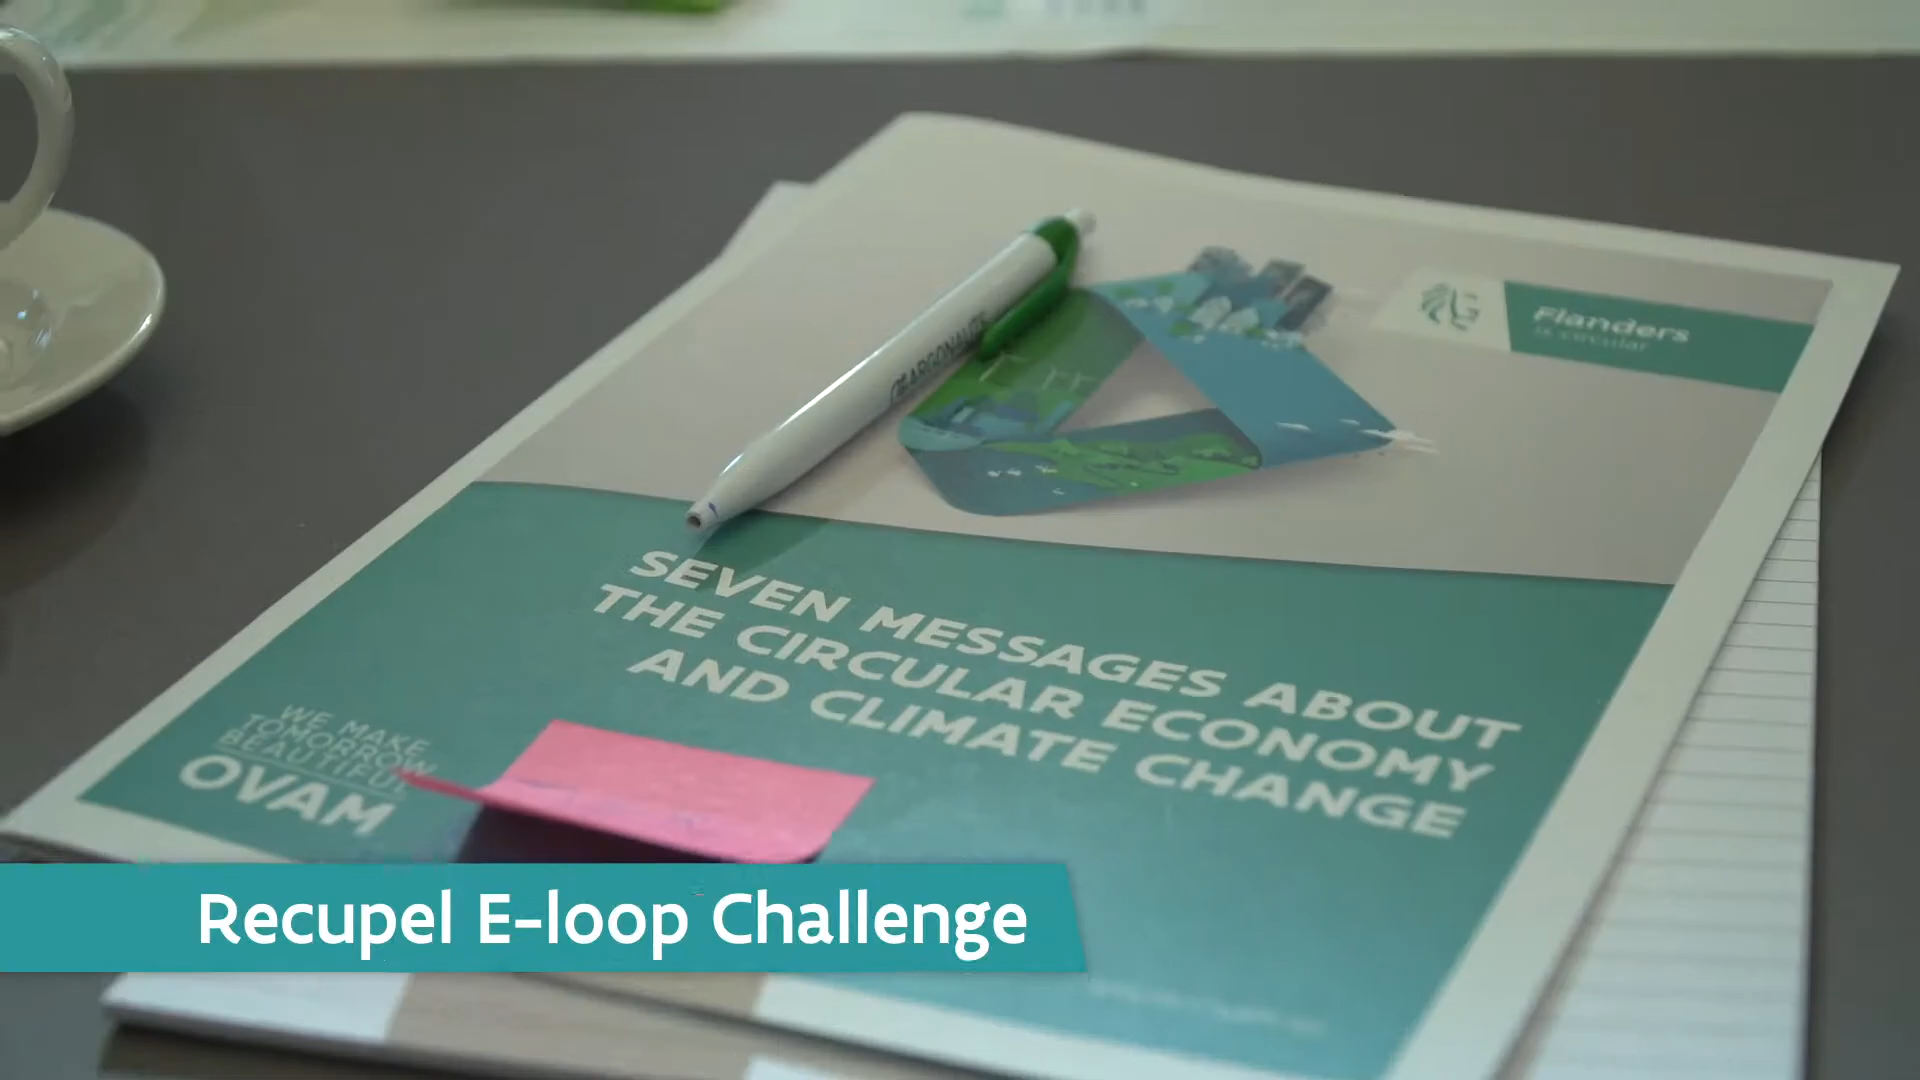 Flanders
is circular
ARGONAUTS
SEVEN MESSAGES ABOUT
THE CIRCULAR ECONOMY
AND CLIMATE CHANGE
WE MAKE
TOMORROW
BEAUTIFUL
OVAM
Recupel E-loop Challenge